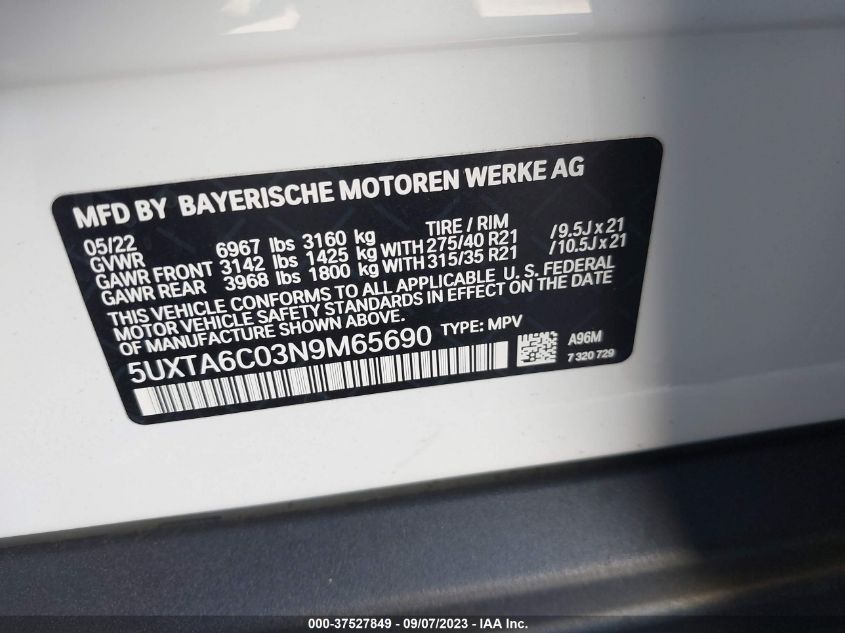 MFD BY BAYERISCHE MOTOREN WERKE AG
05/22 TIRE / RIM
GVWR 6967 lbs 3160 kg
GAWR FRONT 3142 lbs 1425 kg WITH 275/40 R21 /9.5J x 21
GAWR REAR 3968 lbs 1800 kg WITH 315/35 R21 /10.5J x 21
THIS VEHICLE CONFORMS TO ALL APPLICABLE U. S. FEDERAL
MOTOR VEHICLE SAFETY STANDARDS IN EFFECT ON THE DATE
OF MANUFACTURE SHOWN ABOVE.
5UXTA6C03N9M65690 TYPE: MPV A96M
7 320 729
000-37527849 - 09/07/2023 - IAA Inc.